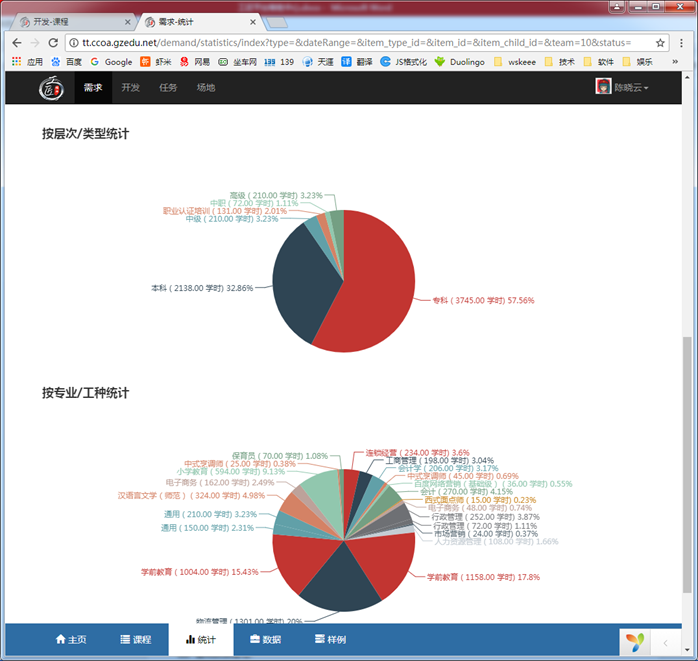 开发-课程
需求-统计
tt.ccoa.gzedu.net/demand/statistics/index?type=&dateRange=&item_type_id=&item_id=&item_child_id=&team=10&status=
应用 百度 Google 虾米 网易 坐车网 139 天涯 翻译 JS格式化 Duolingo wskeee 技术 软件 娱乐 »
需求 开发 任务 场地 陈晓云
按层次/类型统计
高级 ( 210.00 学时) 3.23%
中职 ( 72.00 学时) 1.11%
职业认证培训 ( 131.00 学时) 2.01%
中级 ( 210.00 学时) 3.23%
本科 ( 2138.00 学时) 32.86%
专科 ( 3745.00 学时) 57.56%
按专业/工种统计
保育员 ( 70.00 学时) 1.08%
中式烹调师 ( 25.00 学时) 0.38%
小学教育 ( 594.00 学时) 9.13%
电子商务 ( 162.00 学时) 2.49%
汉语言文学（师范） ( 324.00 学时) 4.98%
通用 ( 210.00 学时) 3.23%
通用 ( 150.00 学时) 2.31%
学前教育 ( 1004.00 学时) 15.43%
物流管理 ( 1301.00 学时) 20%
连锁经营 ( 234.00 学时) 3.6%
工商管理 ( 198.00 学时) 3.04%
会计学 ( 206.00 学时) 3.17%
中式烹调师 ( 45.00 学时) 0.69%
百度网络营销（基础级） ( 36.00 学时) 0.55%
会计 ( 270.00 学时) 4.15%
西式面点师 ( 15.00 学时) 0.23%
电子商务 ( 48.00 学时) 0.74%
行政管理 ( 252.00 学时) 3.87%
行政管理 ( 72.00 学时) 1.11%
市场营销 ( 24.00 学时) 0.37%
人力资源管理 ( 108.00 学时) 1.66%
学前教育 ( 1158.00 学时) 17.8%
主页 课程 统计 数据 样例